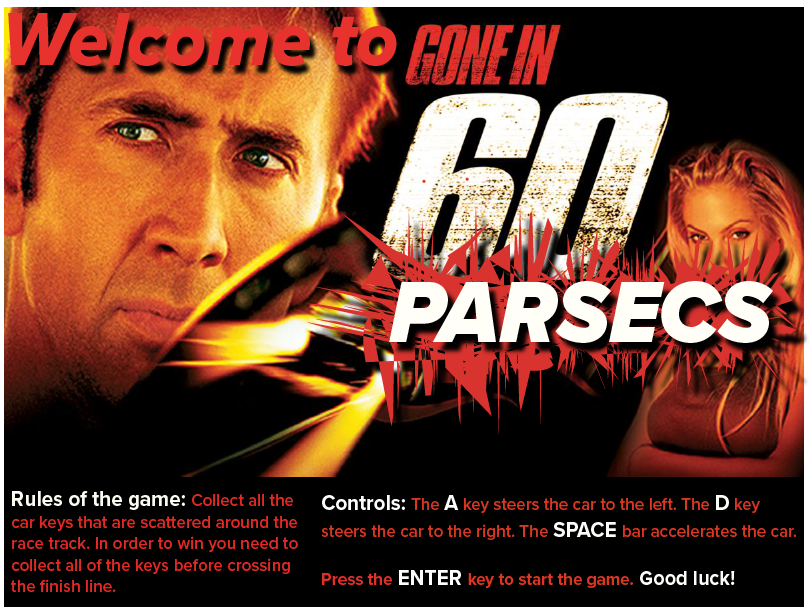 Welcome to GONE IN
60
PARSECS
Rules of the game: Collect all the
car keys that are scattered around the
race track. In order to win you need to
collect all of the keys before crossing
the finish line.
Controls: The A key steers the car to the left. The D key
steers the car to the right. The SPACE bar accelerates the car.
Press the ENTER key to start the game. Good luck!